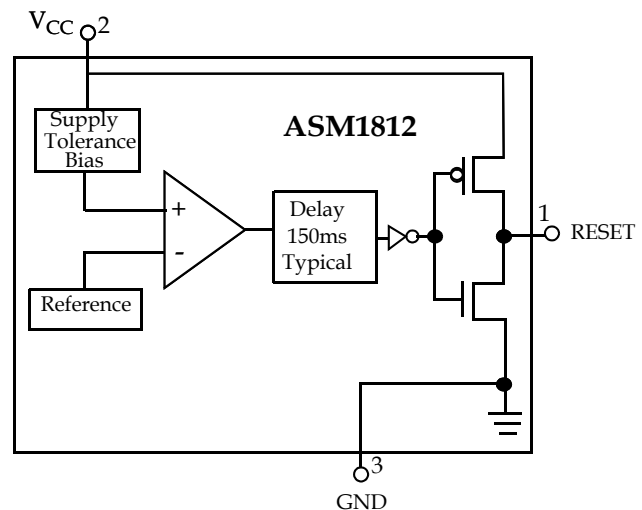 VCC 2
Supply
Tolerance
Bias
ASM1812
+
-
Reference
Delay
150ms
Typical
1
RESET
3
GND